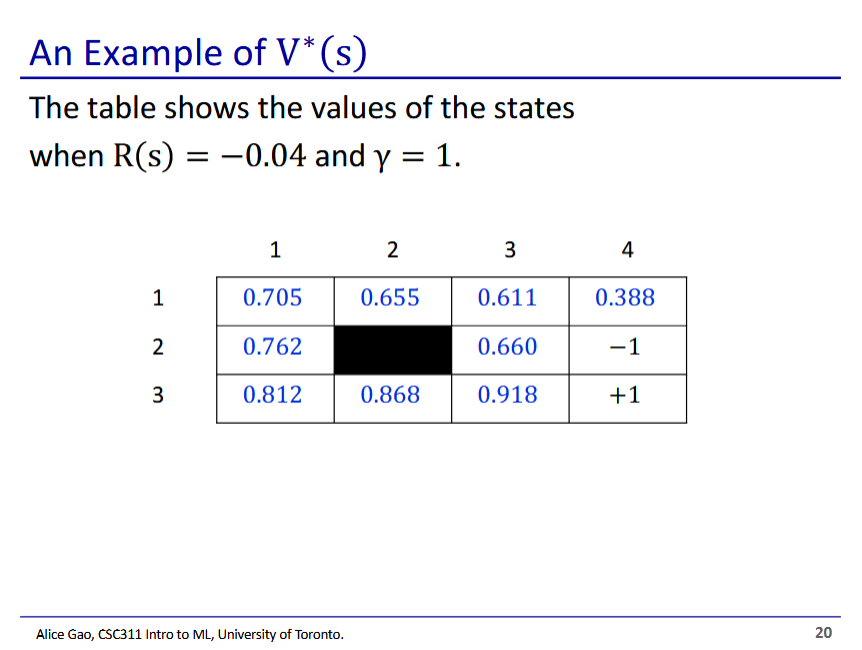 An Example of V*(s)
The table shows the values of the states
when R(s) = −0.04 and γ = 1.
1 2 3 4
1 0.705 0.655 0.611 0.388
2 0.762 0.660 −1
3 0.812 0.868 0.918 +1
Alice Gao, CSC311 Intro to ML, University of Toronto. 20